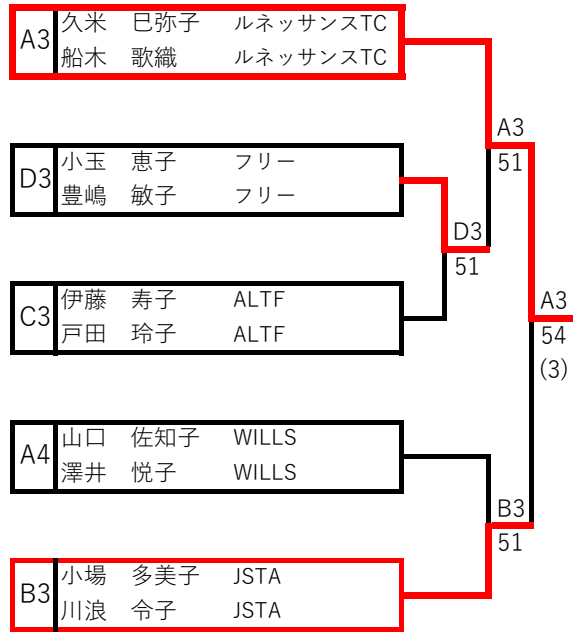 A3
久米 巳弥子 ルネッサンスTC
船木 歌織 ルネッサンスTC
A3
51
D3
小玉 恵子 フリー
豊嶋 敏子 フリー
D3
51
C3
伊藤 寿子 ALTF
戸田 玲子 ALTF
A3
54
(3)
A4
山口 佐知子 WILLS
澤井 悦子 WILLS
B3
51
B3
小場 多美子 JSTA
川浪 令子 JSTA